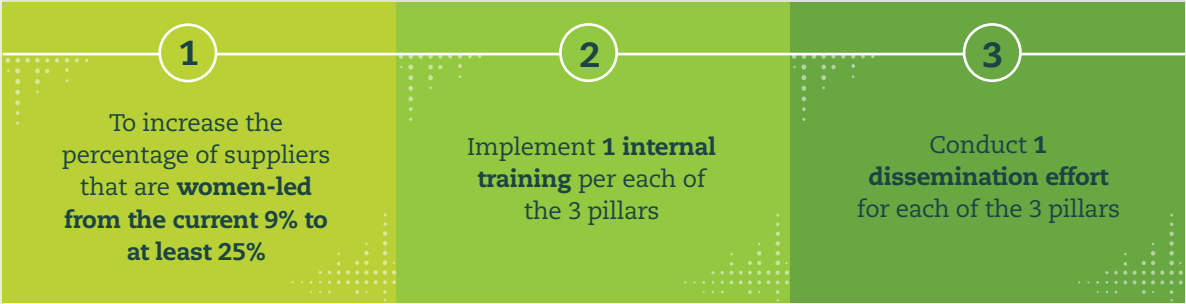 1
To increase the
percentage of suppliers
that are women-led
from the current 9% to
at least 25%
2
Implement 1 internal
training per each of
the 3 pillars
3
Conduct 1
dissemination effort
for each of the 3 pillars